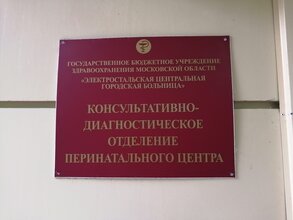 ГОСУДАРСТВЕННОЕ БЮДЖЕТНОЕ УЧРЕЖДЕНИЕ
ЗДРАВООХРАНЕНИЯ МОСКОВСКОЙ ОБЛАСТИ
«ЭЛЕКТРОСТАЛЬСКАЯ ЦЕНТРАЛЬНАЯ
ГОРОДСКАЯ БОЛЬНИЦА»
КОНСУЛЬТАТИВНО-
ДИАГНОСТИЧЕСКОЕ
ОТДЕЛЕНИЕ
ПЕРИНАТАЛЬНОГО ЦЕНТРА